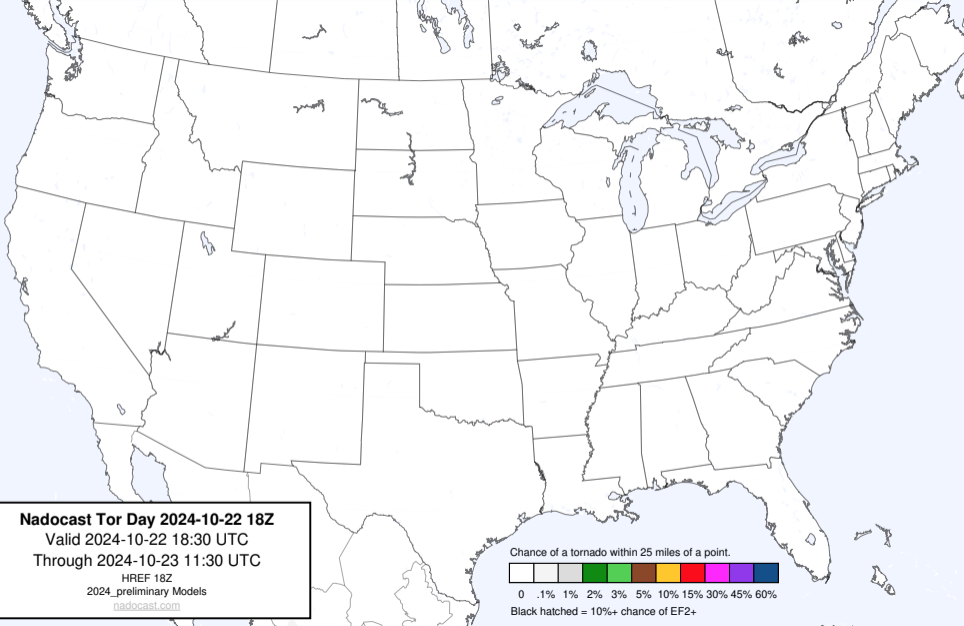 Nadocast Tor Day 2024-10-22 18Z
Valid 2024-10-22 18:30 UTC
Through 2024-10-23 11:30 UTC
HREF 18Z
2024_preliminary Models
nadocast.com
Chance of a tornado within 25 miles of a point.
0 .1% 1% 2% 3% 5% 10% 15% 30% 45% 60%
Black hatched = 10%+ chance of EF2+